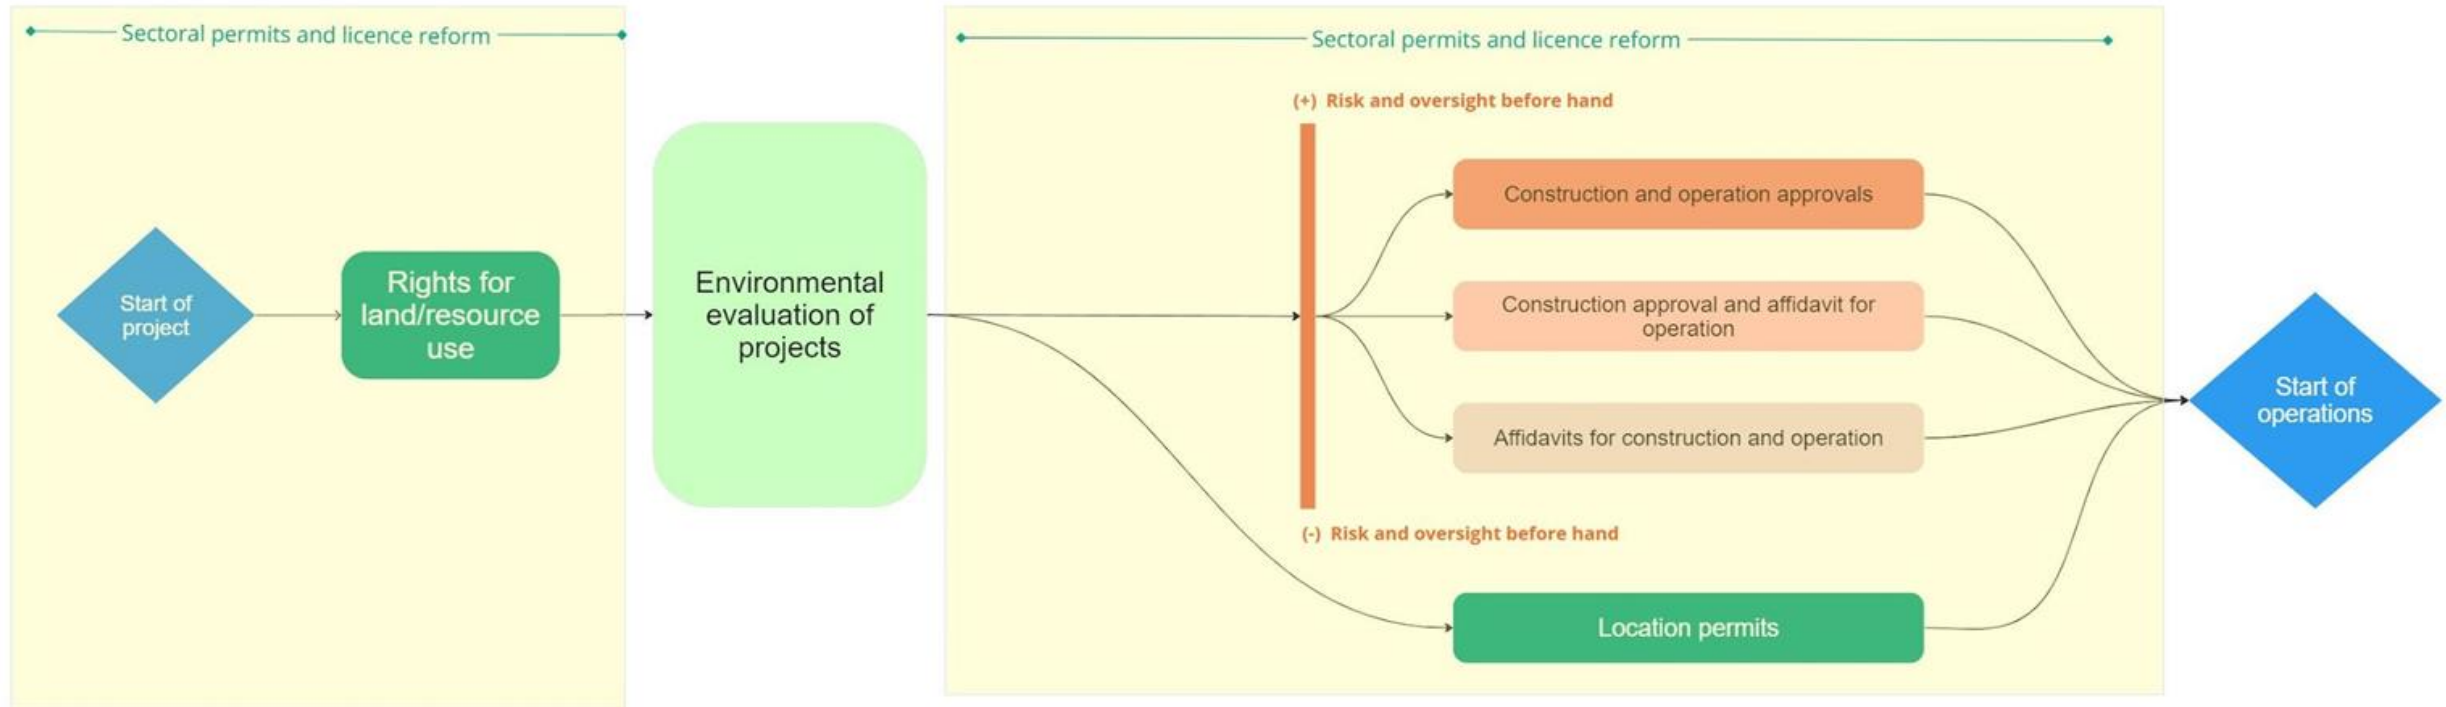 Sectoral permits and licence reform
Start of
project
Rights for
land/resource
use
Environmental
evaluation of
projects
Sectoral permits and licence reform
(+) Risk and oversight before hand
Construction and operation approvals
Construction approval and affidavit for
operation
Affidavits for construction and operation
(-) Risk and oversight before hand
Location permits
Start of
operations